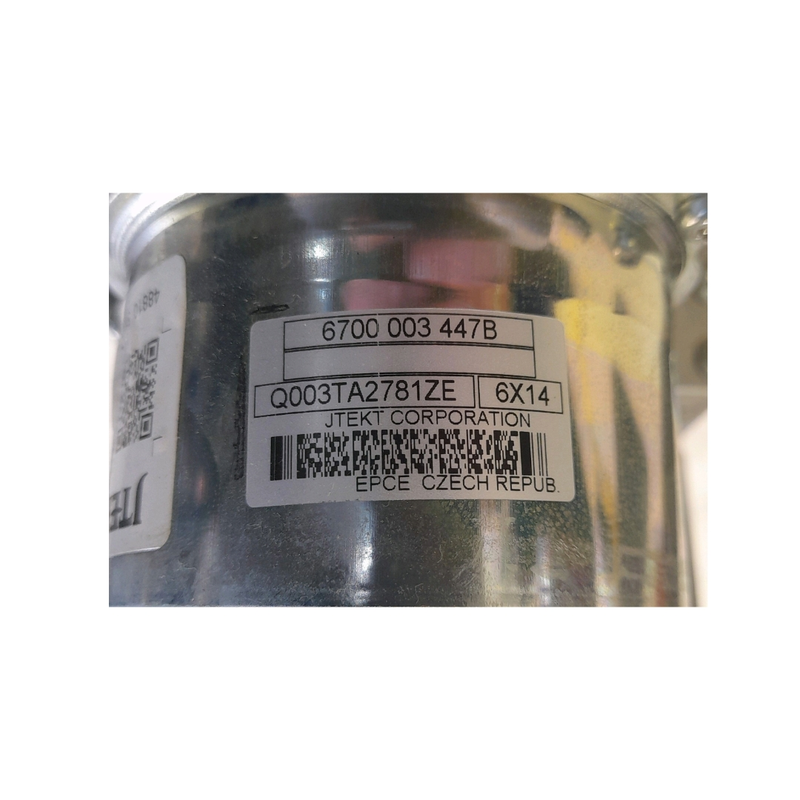 6700 003 447B
Q003TA2781ZE 6X14
JTEKT CORPORATION
EPCE CZECH REPUB.